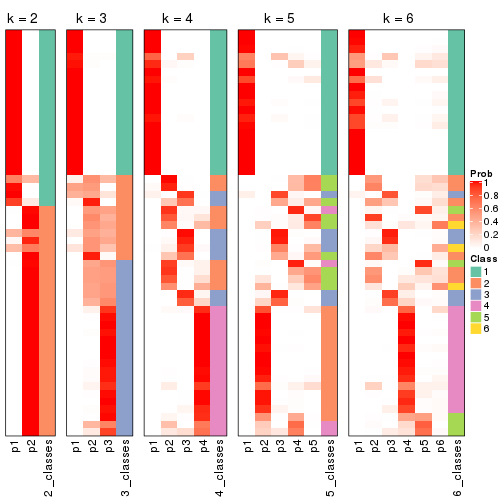 k = 2
k = 3
k = 4
k = 5
k = 6
p1
p2
2_classes
p1
p2
p3
3_classes
p1
p2
p3
p4
4_classes
p1
p2
p3
p4
p5
5_classes
p1
p2
p3
p4
p5
p6
6_classes
Prob
1
0.8
0.6
0.4
0.2
0
Class
1
2
3
4
5
6